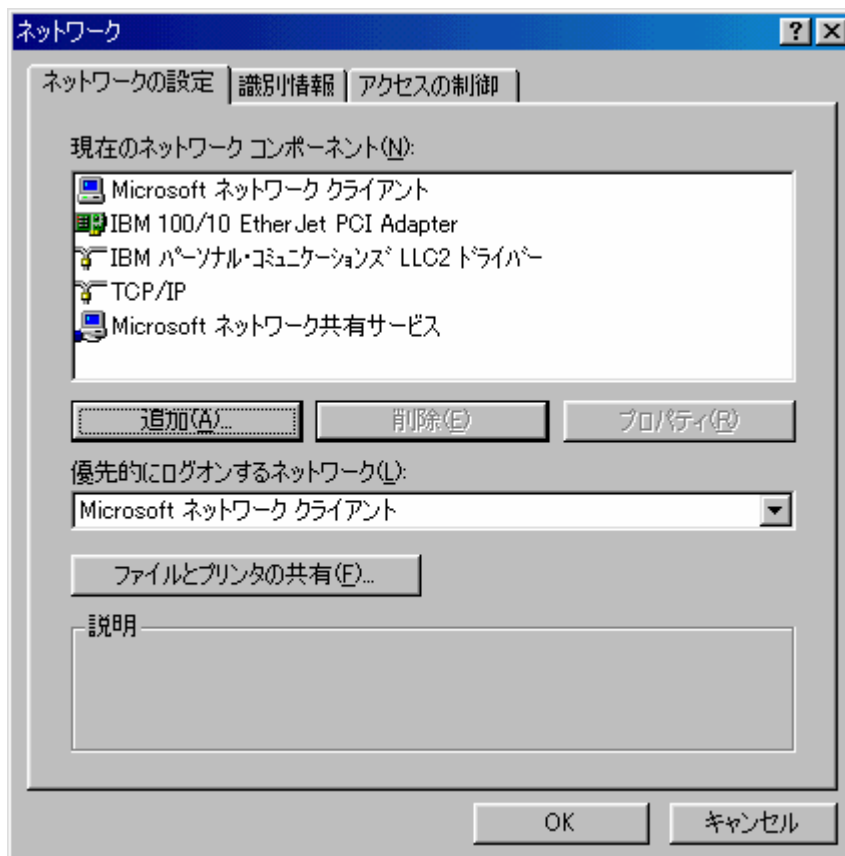 ネットワーク
ネットワークの設定 識別情報 アクセスの制御
現在のネットワーク コンポーネント(N):
Microsoft ネットワーク クライアント
IBM 100/10 EtherJet PCI Adapter
IBM ﾊﾟｰｿﾅﾙ･ｺﾐｭﾆｹｰｼｮﾝｽﾞ LLC2 ﾄﾞﾗｲﾊﾞｰ
TCP/IP
Microsoft ネットワーク共有サービス
追加(A)... 削除(E) プロパティ(R)
優先的にログオンするネットワーク(L):
Microsoft ネットワーク クライアント
ファイルとプリンタの共有(F)...
説明
OK キャンセル